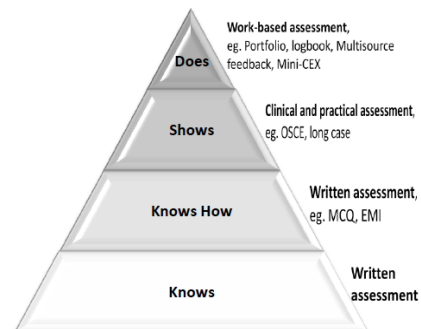 Work-based assessment,
eg. Portfolio, logbook, Multisource
feedback, Mini-CEX
Does
Clinical and practical assessment,
eg. OSCE, long case
Shows
Written assessment,
eg. MCQ, EMI
Knows How
Written
assessment
Knows